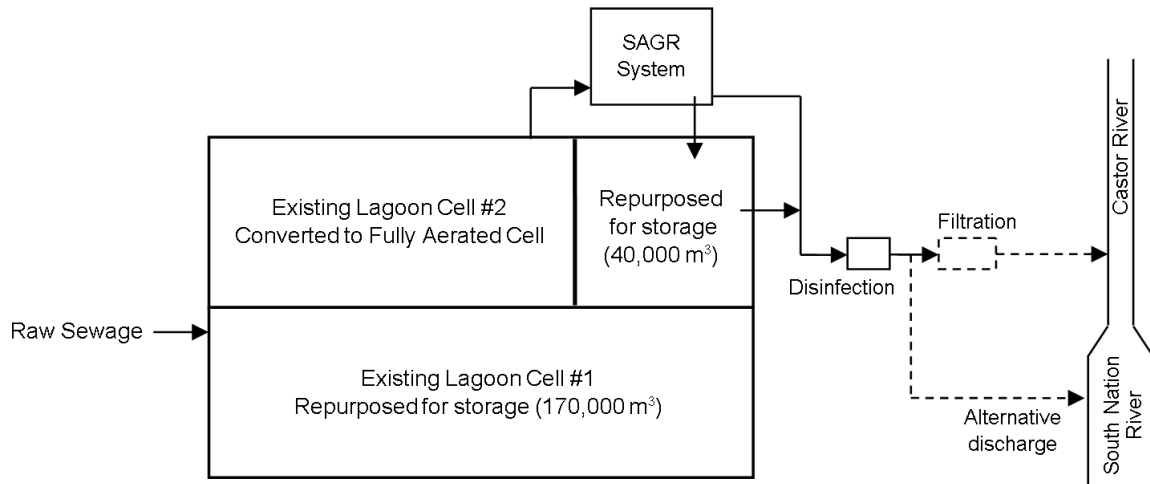 SAGR
System
Existing Lagoon Cell #2
Converted to Fully Aerated Cell
Repurposed
for storage
(40,000 m³)
Raw Sewage
Existing Lagoon Cell #1
Repurposed for storage (170,000 m³)
Disinfection
Filtration
Alternative
discharge
Castor River
South Nation
River